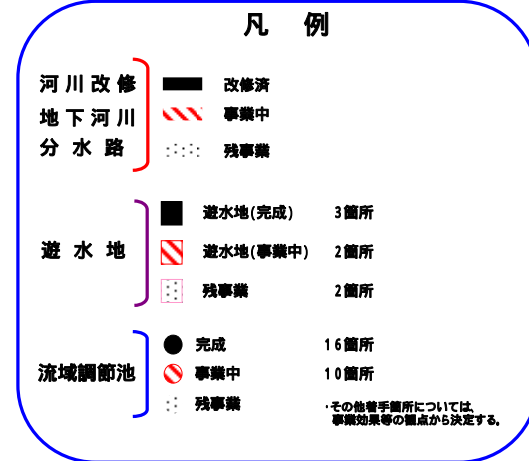 凡 例
河川改修
地下河川
分水路
改修済
事業中
残事業
遊水地
遊水地(完成) 3箇所
遊水地(事業中) 2箇所
残事業 2箇所
流域調節池
完成 16箇所
事業中 10箇所
残事業
・その他着手箇所については、
事業効果等の観点から決定する。